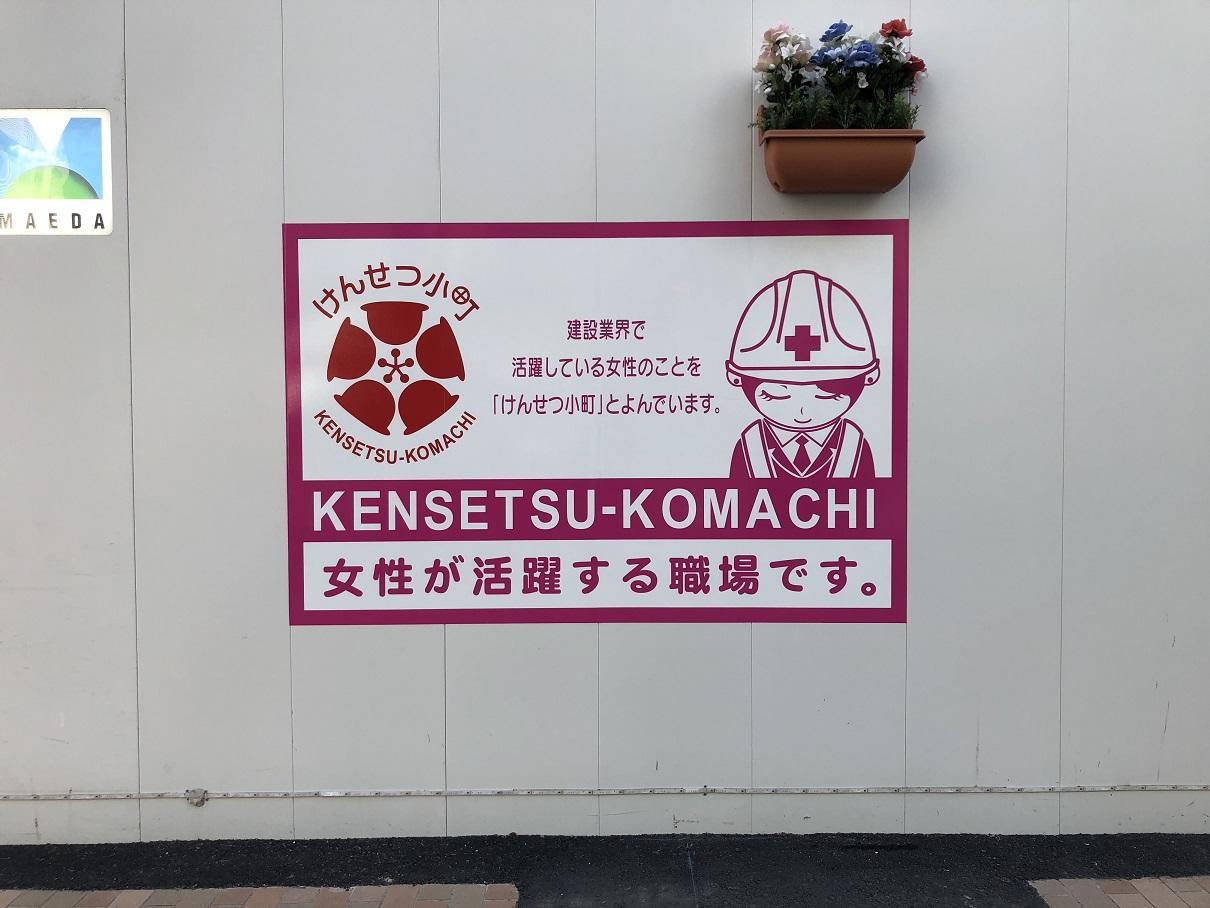 MAEDA
けんせつ小町
KENSETSU-KOMACHI
建設業界で
活躍している女性のことを
「けんせつ小町」とよんでいます。
KENSETSU-KOMACHI
女性が活躍する職場です。